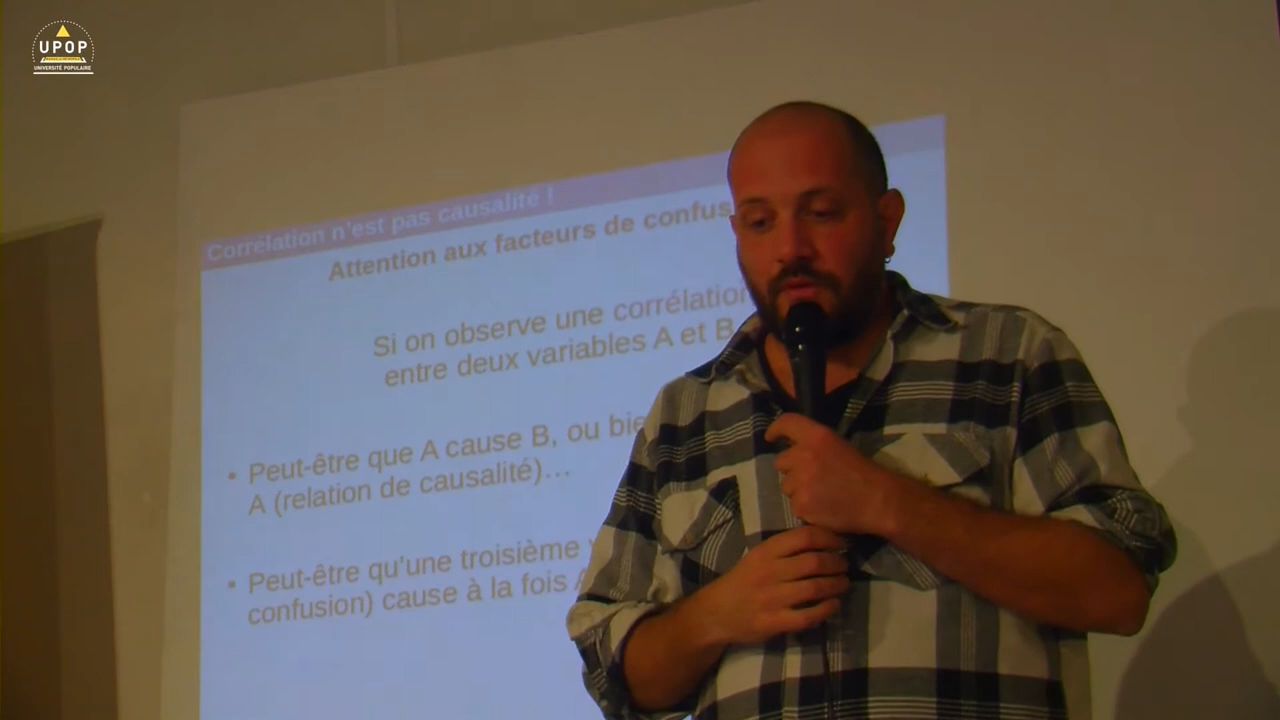 UPOP
UNIVERSITÉ POPULAIRE
Corrélation n'est pas causalité !
Attention aux facteurs de confus
Si on observe une corrélation
entre deux variables A et B
• Peut-être que A cause B, ou bie
A (relation de causalité)…
• Peut-être qu'une troisième
confusion) cause à la fois A